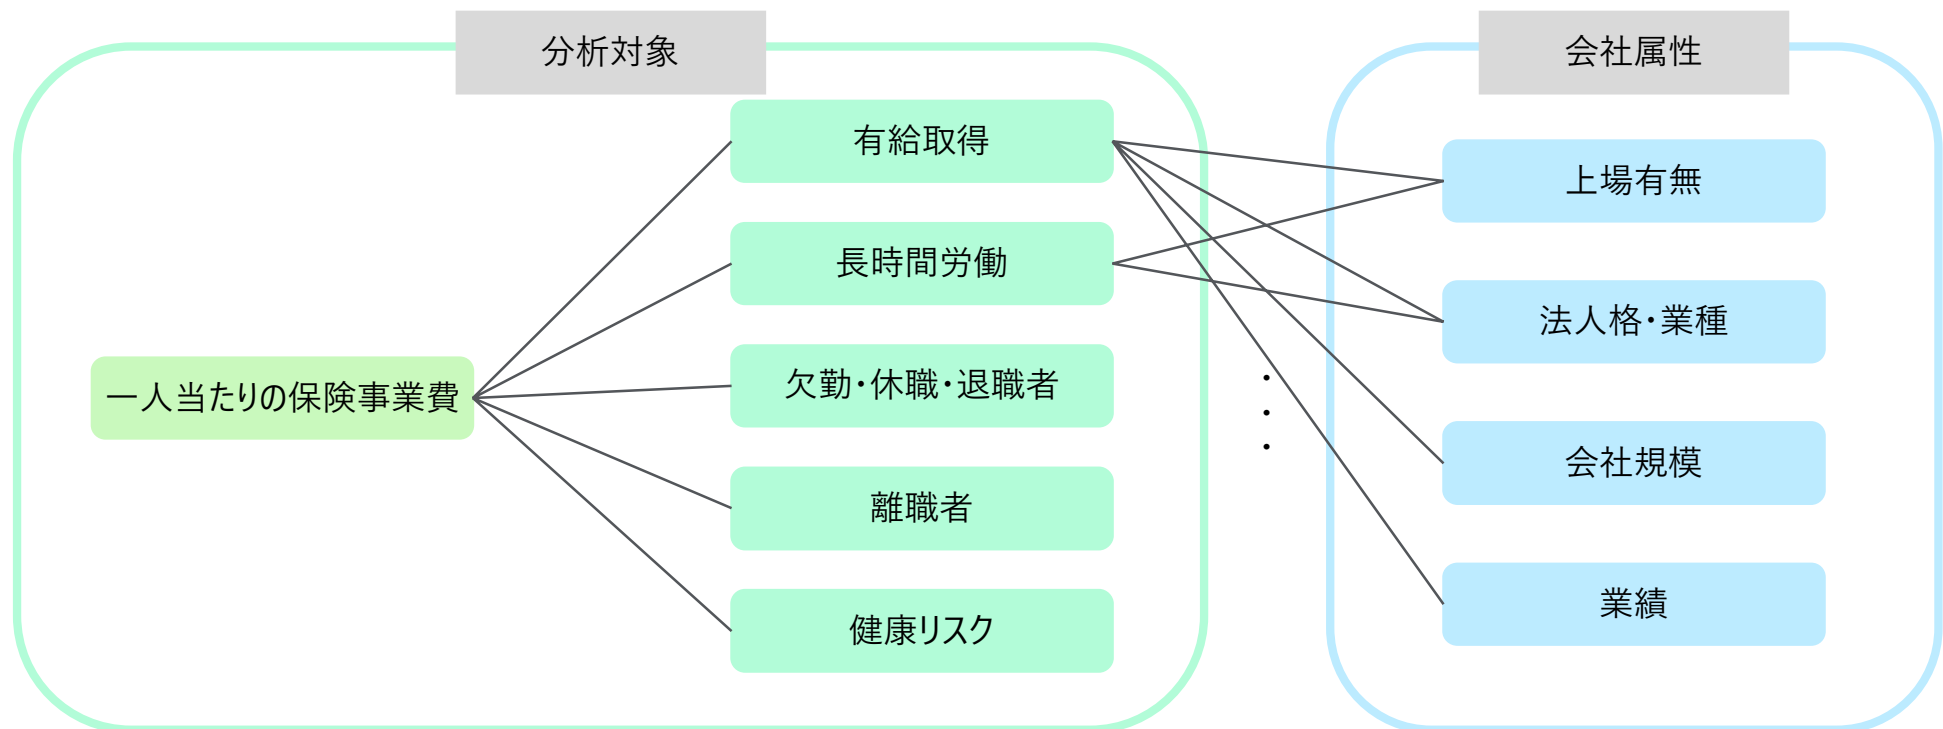 分析対象
有給取得
長時間労働
欠勤・休職・退職者
離職者
健康リスク
一人当たりの保険事業費
会社属性
上場有無
法人格・業種
会社規模
業績